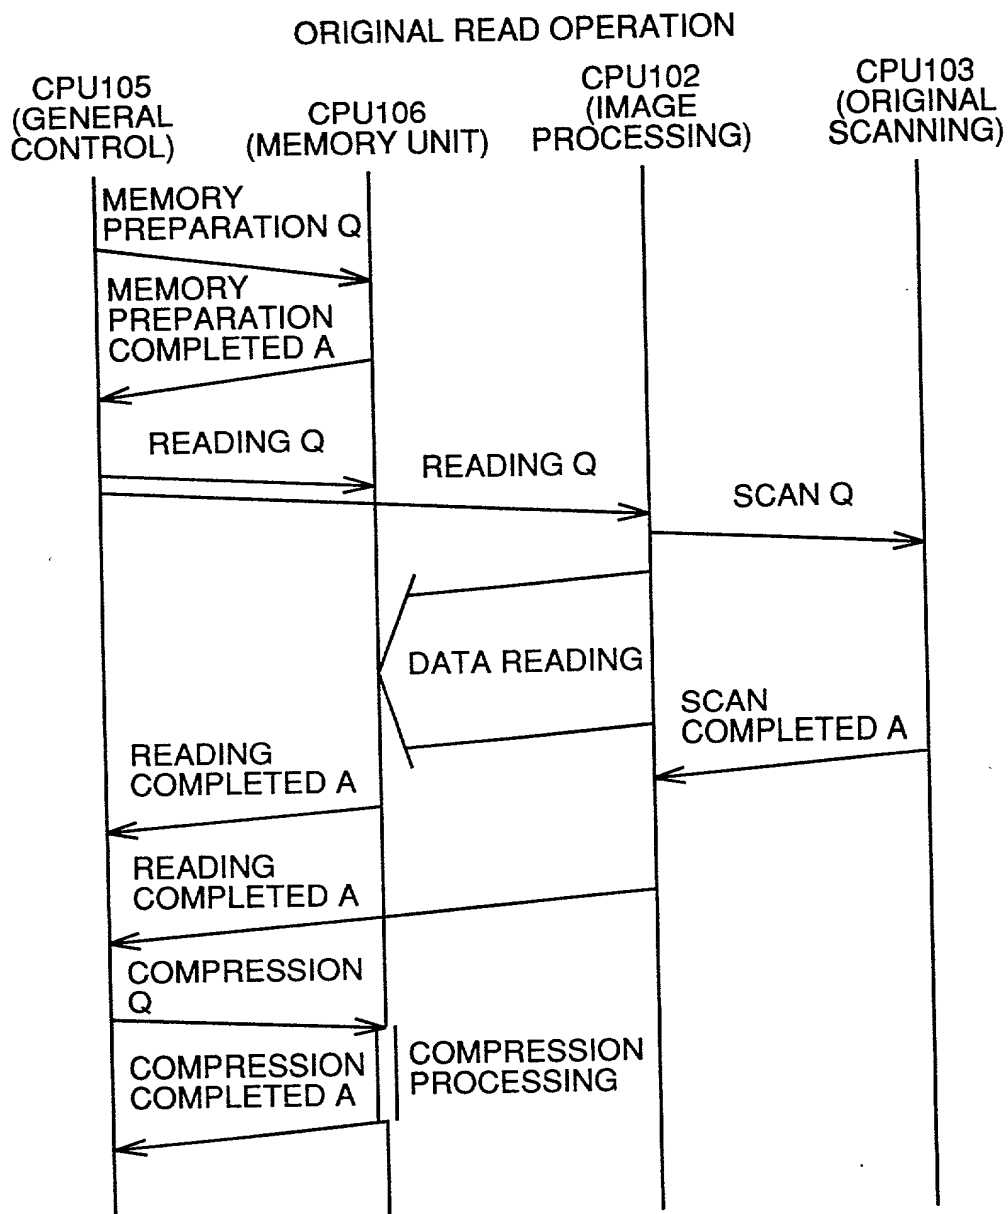 ORIGINAL READ OPERATION
CPU105
(GENERAL
CONTROL)
CPU106
(MEMORY UNIT)
CPU102
(IMAGE
PROCESSING)
CPU103
(ORIGINAL
SCANNING)
MEMORY
PREPARATION Q
MEMORY
PREPARATION
COMPLETED A
READING Q
READING Q
SCAN Q
DATA READING
SCAN
COMPLETED A
READING
COMPLETED A
READING
COMPLETED A
COMPRESSION
Q
COMPRESSION
COMPLETED A
COMPRESSION
PROCESSING